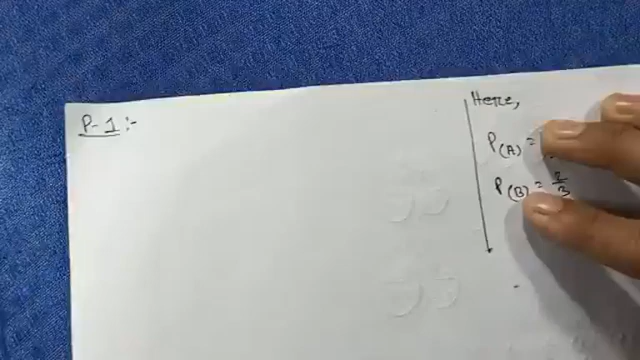 P-1:-
Here,
P(A) =
P(B) = 2/3